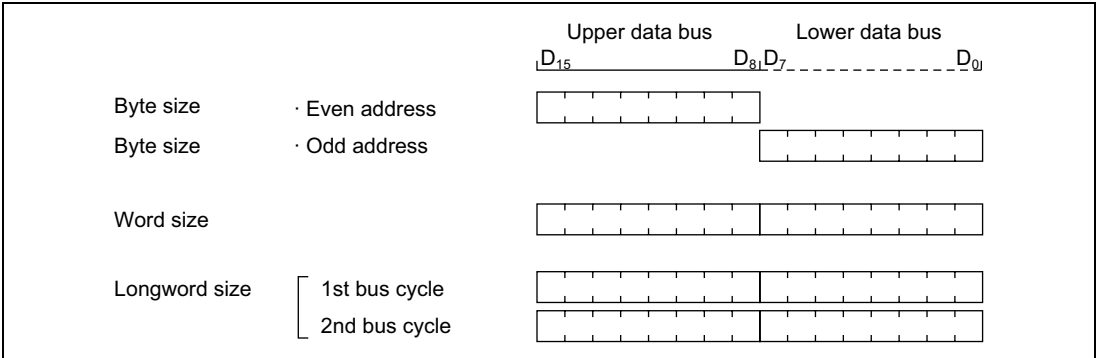 Upper data bus Lower data bus
D15 D8 D7 D0
Byte size · Even address
Byte size · Odd address
Word size
Longword size 1st bus cycle
2nd bus cycle